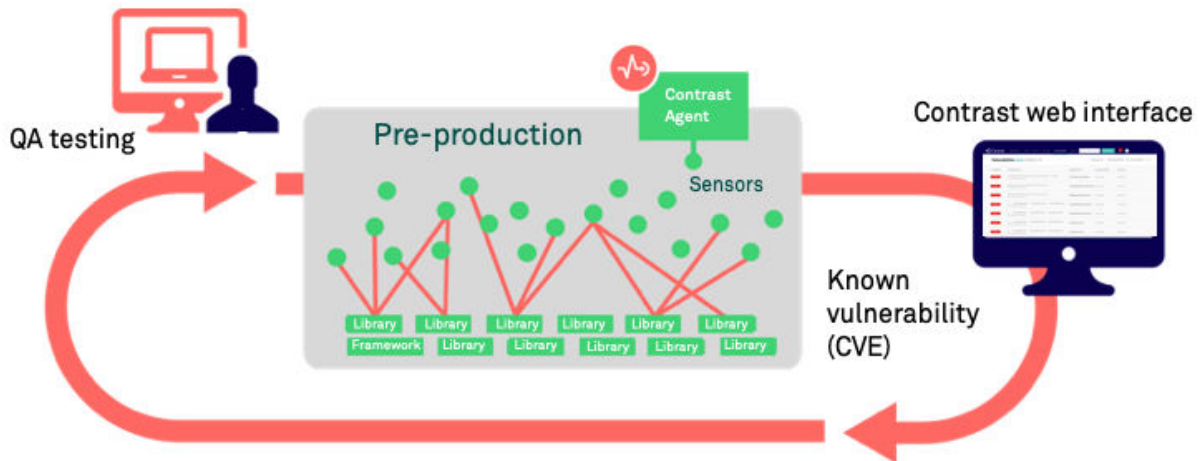 Contrast
Agent
Contrast web interface
QA testing
Pre-production
Sensors
Known
vulnerability
(CVE)
Library
Library
Library
Library
Library
Library
Framework
Library
Library
Library
Library
Library